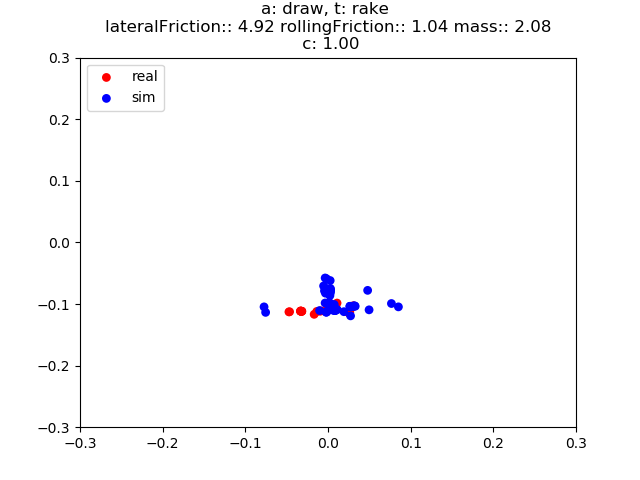 a: draw, t: rake
lateralFriction:: 4.92 rollingFriction:: 1.04 mass:: 2.08
c: 1.00
real
sim
0.3
0.2
0.1
0.0
−0.1
−0.2
−0.3
−0.3 −0.2 −0.1 0.0 0.1 0.2 0.3